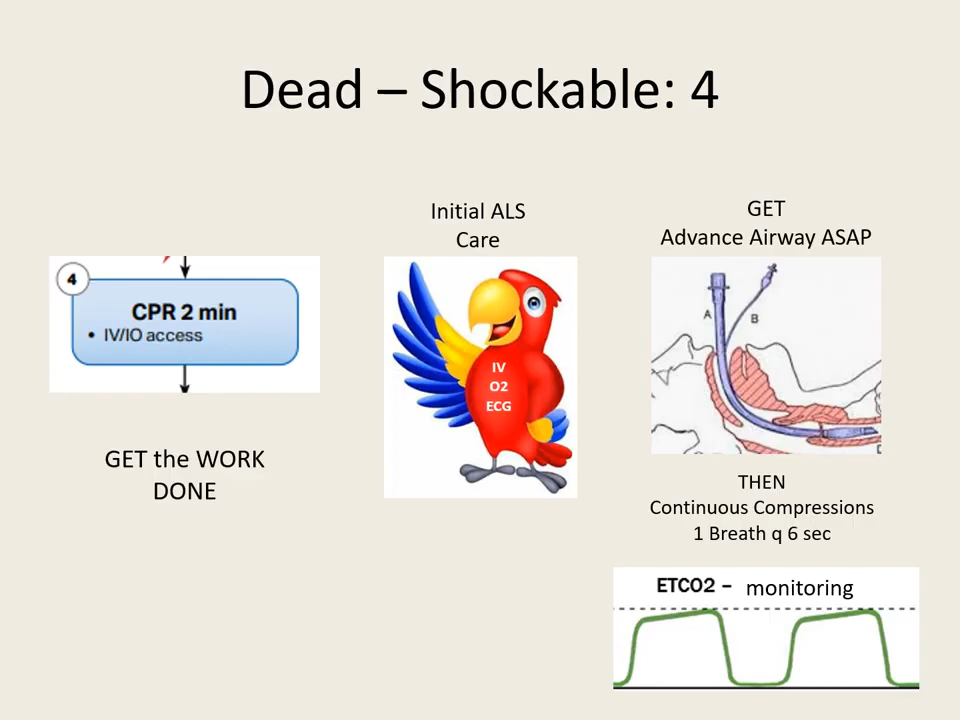 Dead – Shockable: 4
4
CPR 2 min
• IV/IO access
GET the WORK
DONE
Initial ALS
Care
IV
O2
ECG
GET
Advance Airway ASAP
A
B
THEN
Continuous Compressions
1 Breath q 6 sec
ETCO2 – monitoring